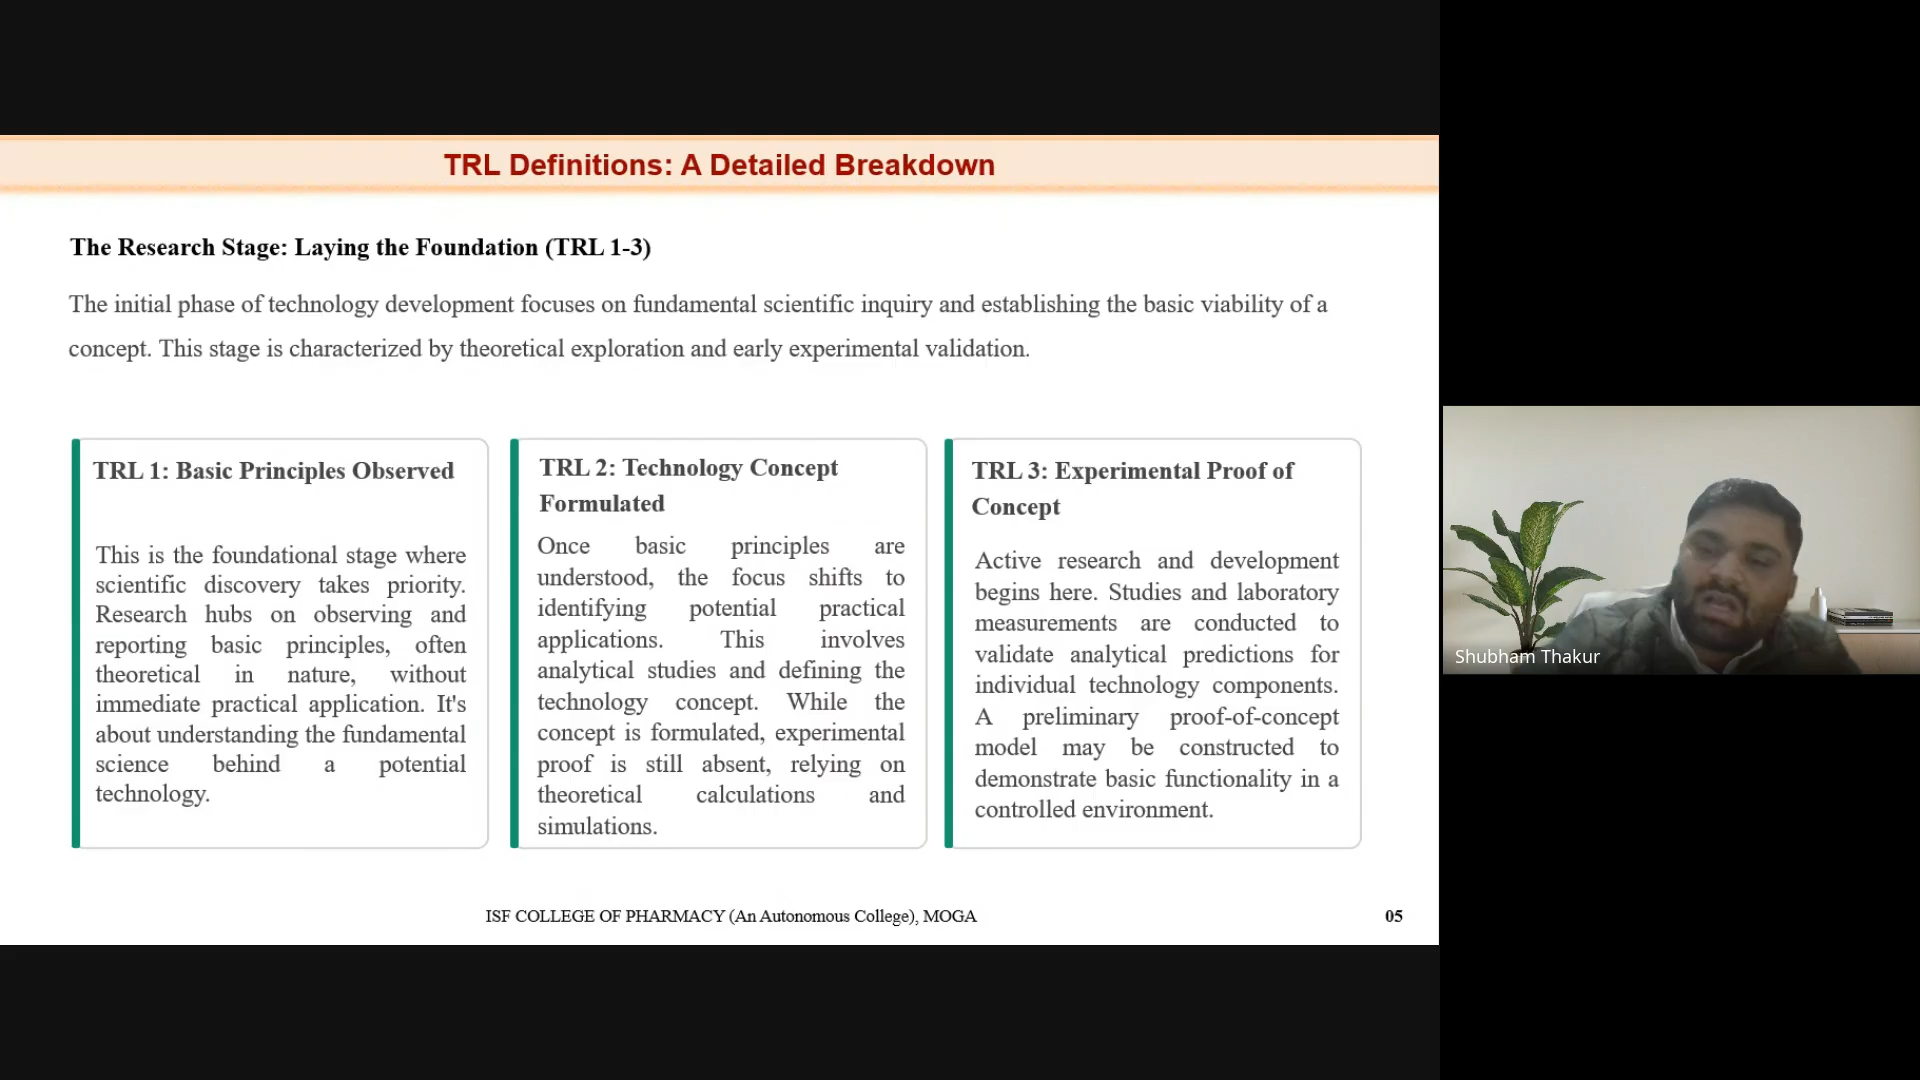 TRL Definitions: A Detailed Breakdown
The Research Stage: Laying the Foundation (TRL 1-3)
The initial phase of technology development focuses on fundamental scientific inquiry and establishing the basic viability of a
concept. This stage is characterized by theoretical exploration and early experimental validation.
TRL 1: Basic Principles Observed
This is the foundational stage where
scientific discovery takes priority.
Research hubs on observing and
reporting basic principles, often
theoretical in nature, without
immediate practical application. It's
about understanding the fundamental
science behind a potential
technology.
TRL 2: Technology Concept
Formulated
Once basic principles are
understood, the focus shifts to
identifying potential practical
applications. This involves
analytical studies and defining the
technology concept. While the
concept is formulated, experimental
proof is still absent, relying on
theoretical calculations and
simulations.
TRL 3: Experimental Proof of
Concept
Active research and development
begins here. Studies and laboratory
measurements are conducted to
validate analytical predictions for
individual technology components.
A preliminary proof-of-concept
model may be constructed to
demonstrate basic functionality in a
controlled environment.
ISF COLLEGE OF PHARMACY (An Autonomous College), MOGA
05
Shubham Thakur